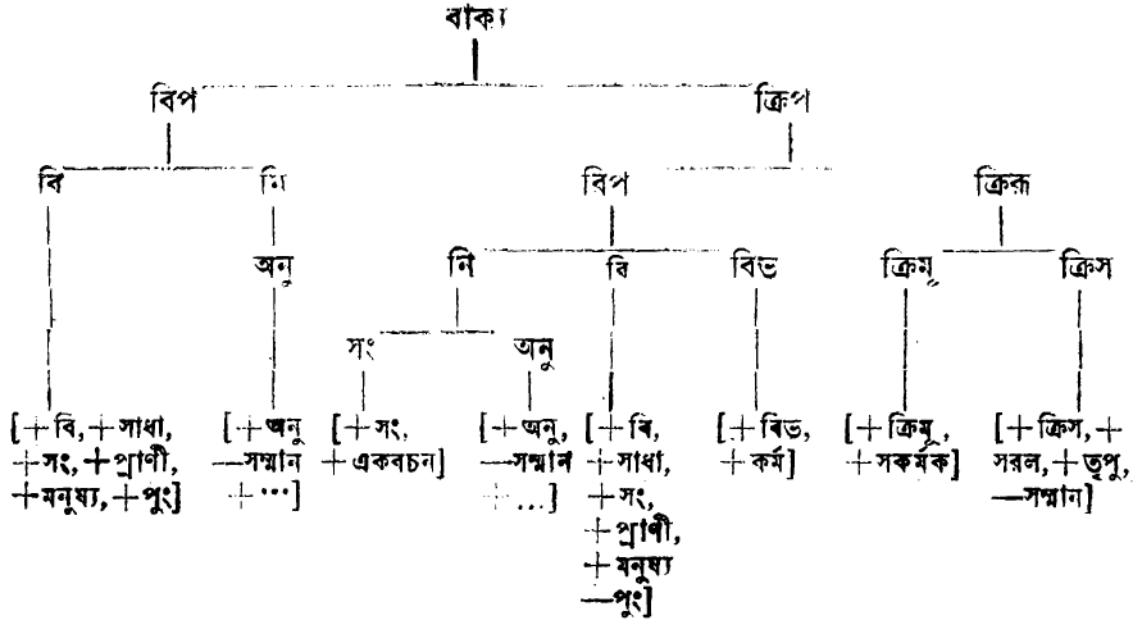 বাক্য
বিপ ক্রিপ
বি নি বিপ ক্রিরূ
অনু নি বি বিভ ক্রিমূ ক্রিস
সং অনু
[+বি, +সাধা, [+অনু [+সং, [+অনু, [+বি, [+বিভ, [+ক্রিমূ, [+ক্রিস, +
+সং, +প্রাণী, —সম্মান +একবচন] —সম্মান +সাধা, +কর্ম] +সকর্মক] সরল, +তৃপু,
+মনুষ্য, +পুং] +···] +...] +সং, —সম্মান]
+প্রাণী,
+মনুষ্য
—পুং]